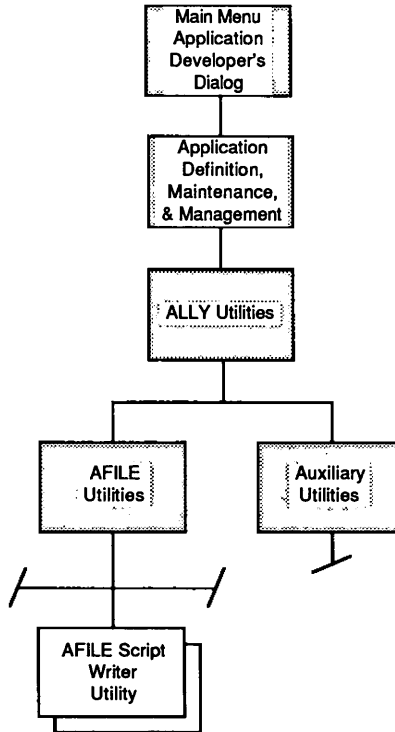 Main Menu
Application
Developer's
Dialog
Application
Definition,
Maintenance,
& Management
ALLY Utilities
AFILE
Utilities
Auxiliary
Utilities
AFILE Script
Writer
Utility